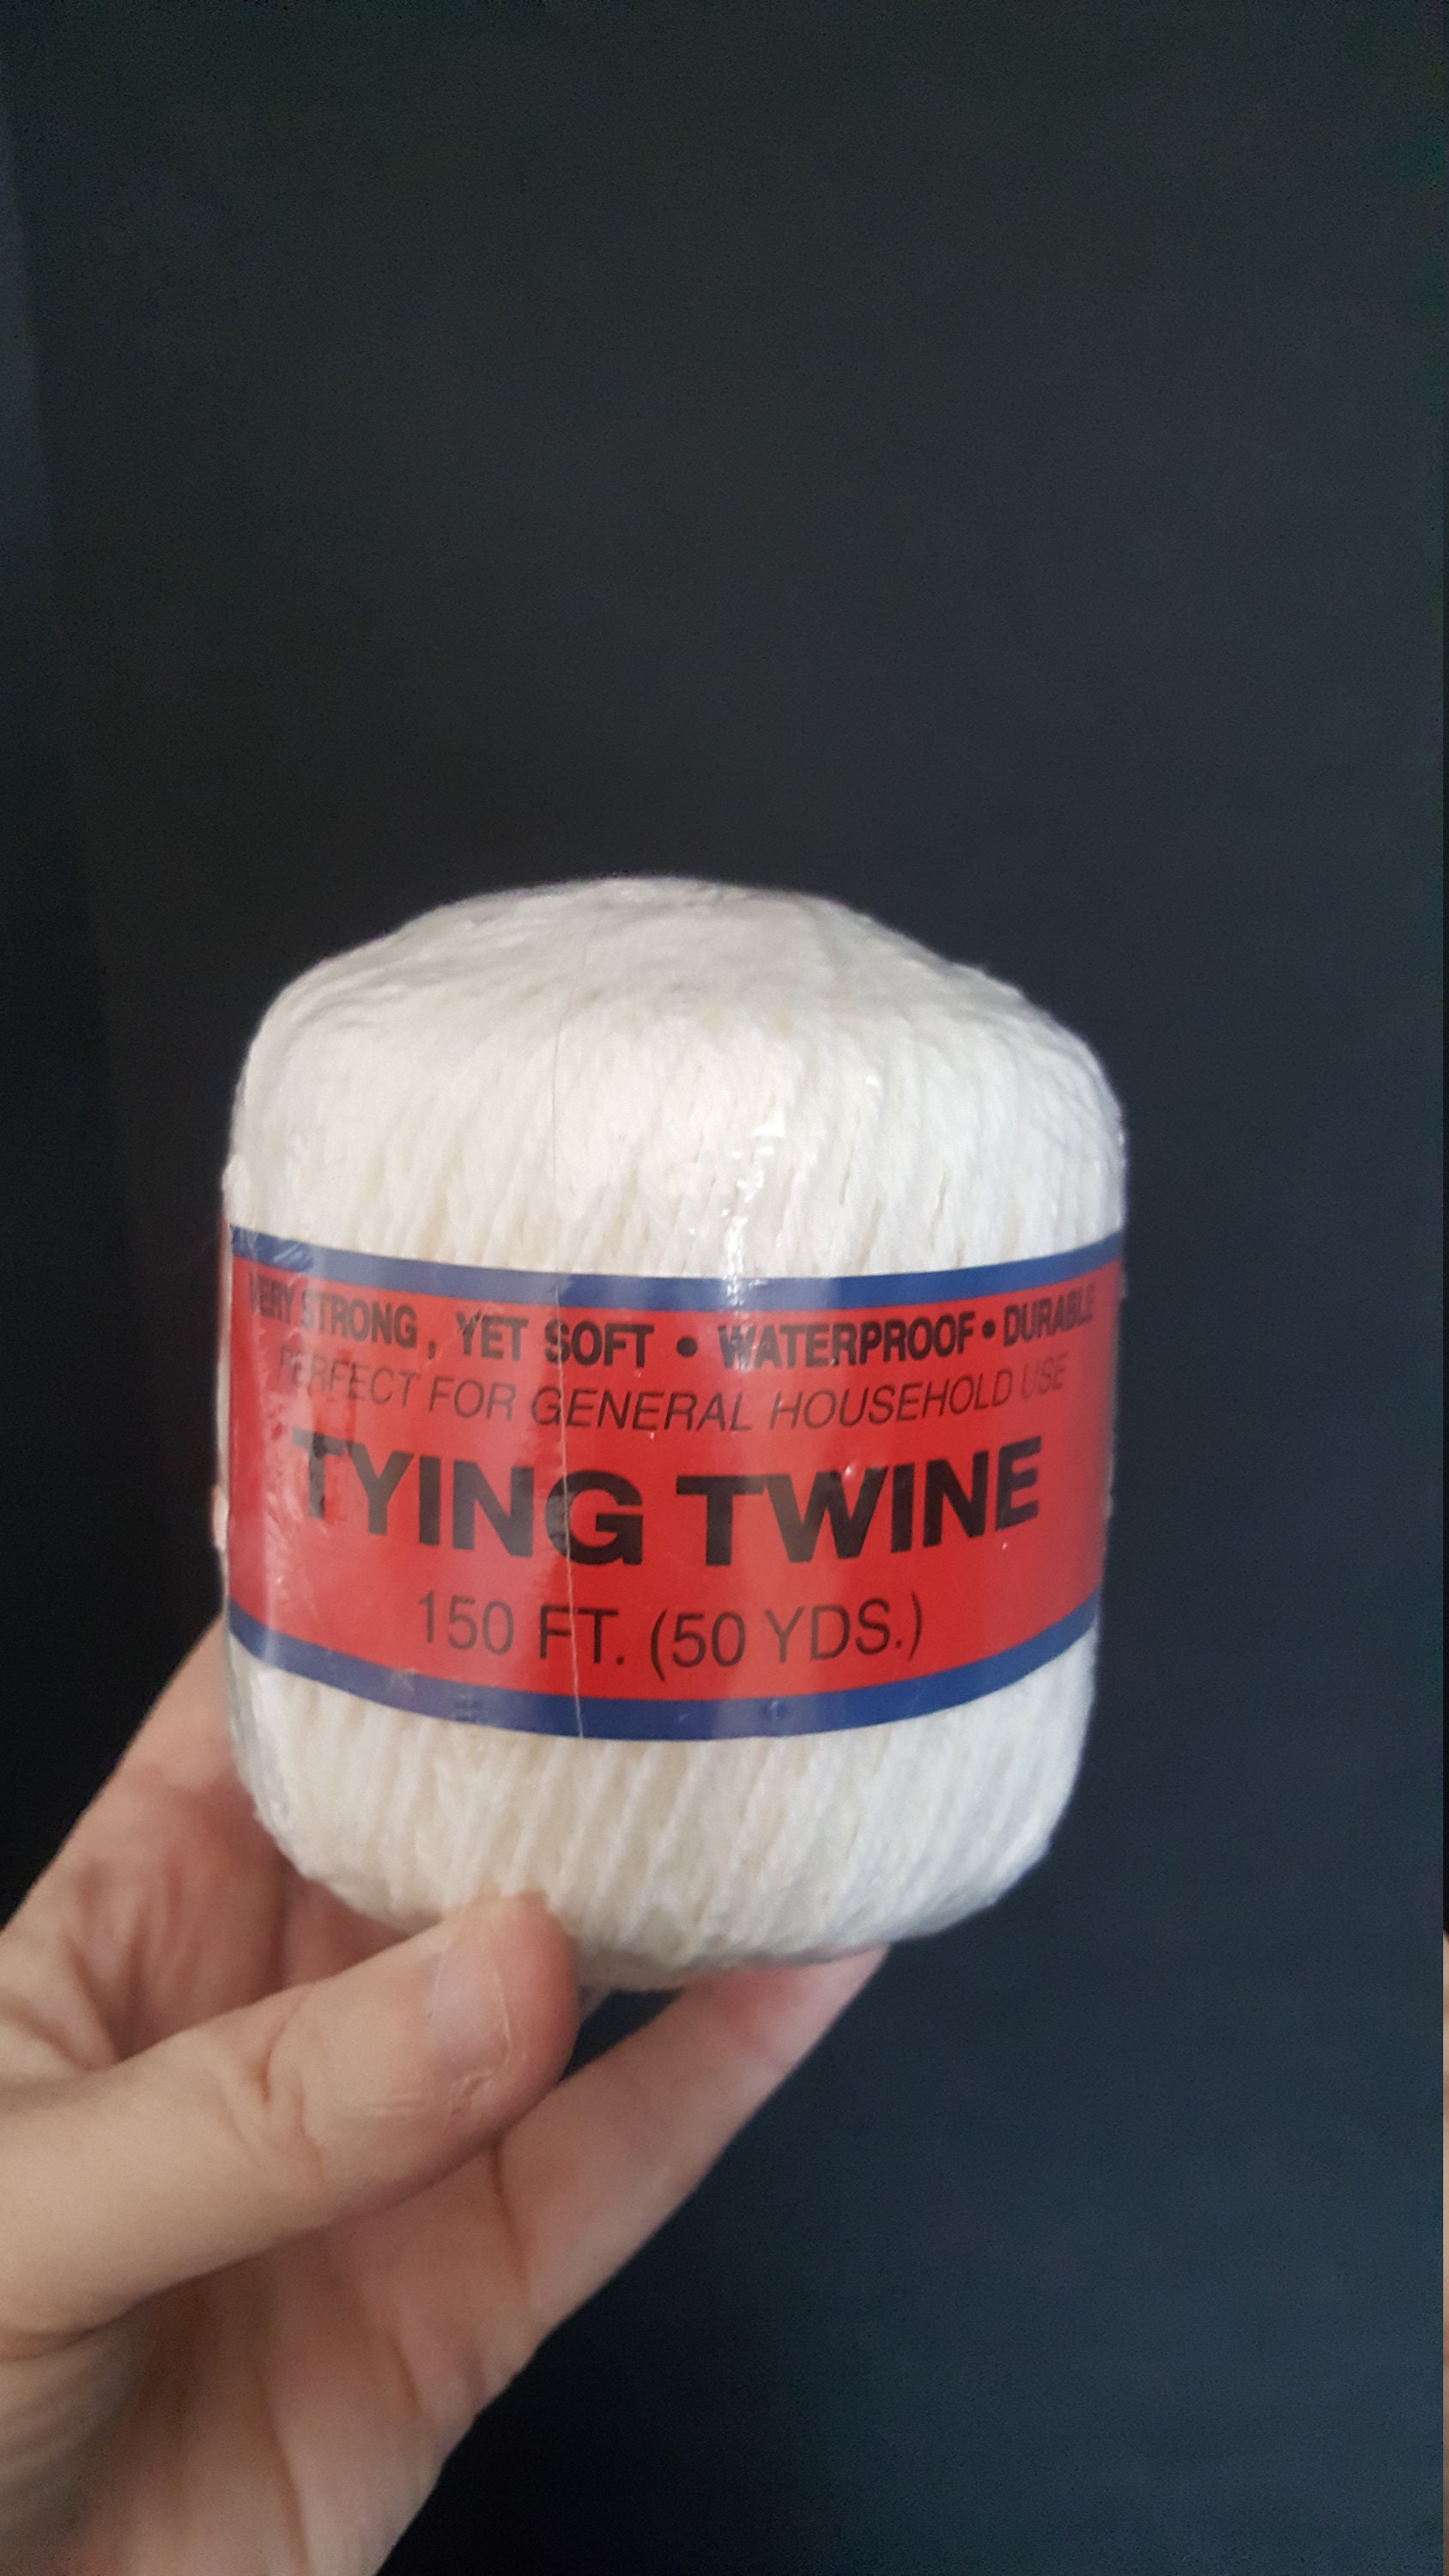 VERY STRONG, YET SOFT • WATERPROOF • DURABLE
PERFECT FOR GENERAL HOUSEHOLD USE
TYING TWINE
150 FT. (50 YDS.)